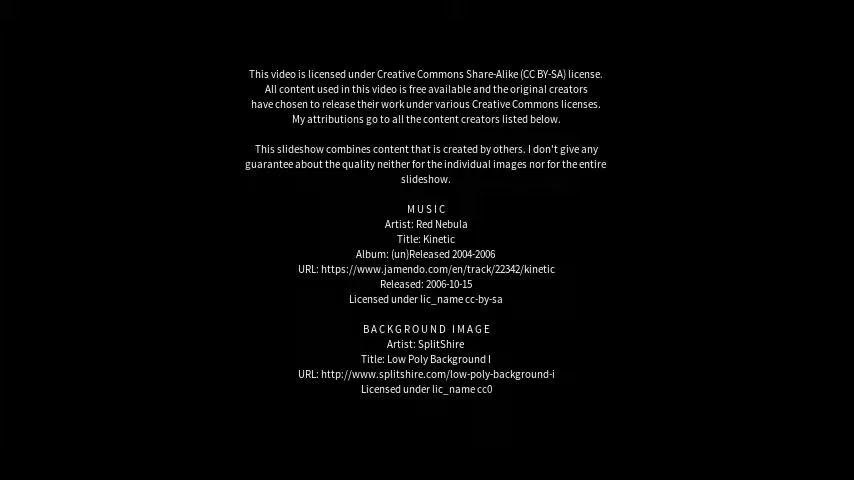 This video is licensed under Creative Commons Share-Alike (CC BY-SA) license.
All content used in this video is free available and the original creators
have chosen to release their work under various Creative Commons licenses.
My attributions go to all the content creators listed below.
This slideshow combines content that is created by others. I don't give any
guarantee about the quality neither for the individual images nor for the entire
slideshow.
MUSIC
Artist: Red Nebula
Title: Kinetic
Album: (un)Released 2004-2006
URL: https://www.jamendo.com/en/track/22342/kinetic
Released: 2006-10-15
Licensed under lic_name cc-by-sa
BACKGROUND IMAGE
Artist: SplitShire
Title: Low Poly Background I
URL: http://www.splitshire.com/low-poly-background-i
Licensed under lic_name cc0